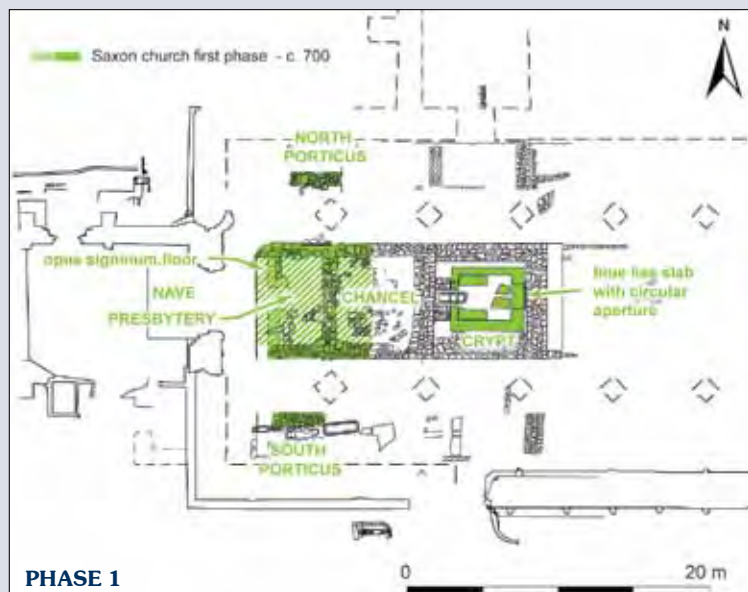 Saxon church first phase - c. 700
N
NORTH
PORTICUS
opus signinum floor
NAVE
PRESBYTERY
CHANCEL
CRYPT
blue lias slab
with circular
aperture
SOUTH
PORTICUS
PHASE 1
0
20 m